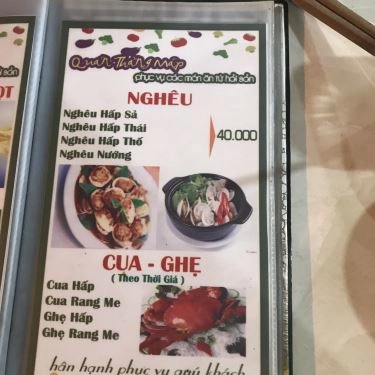 Quán Thắng mập
phục vụ các món ăn từ hải sản
NGHÊU
Nghêu Hấp Sả
Nghêu Hấp Thái
Nghêu Hấp Thố
Nghêu Nướng
40.000
CUA - GHẸ
( Theo Thời Giá )
Cua Hấp
Cua Rang Me
Ghẹ Hấp
Ghẹ Rang Me
hân hạnh phục vụ quý khách